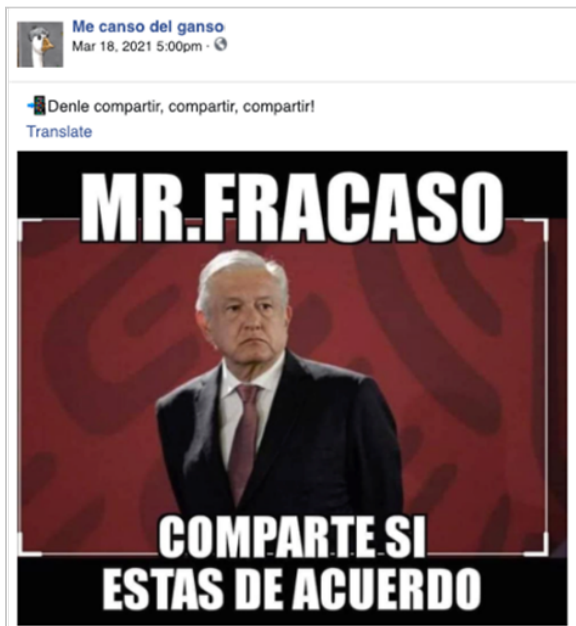 Me canso del ganso
Mar 18, 2021 5:00pm ·
Denle compartir, compartir, compartir!
Translate
MR.FRACASO
COMPARTE SI
ESTAS DE ACUERDO